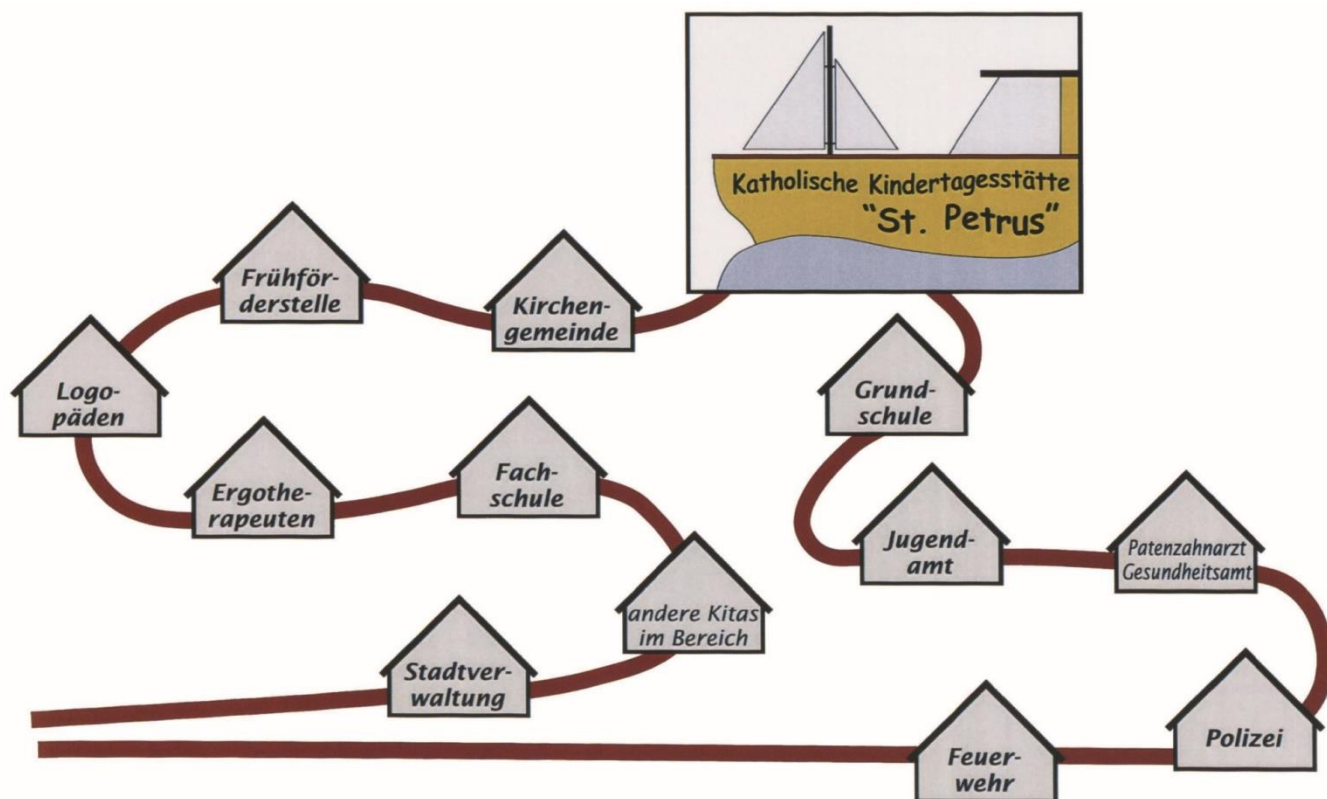 Katholische Kindertagesstätte
"St. Petrus"
Frühför-
derstelle
Kirchen-
gemeinde
Logo-
päden
Grund-
schule
Ergothe-
rapeuten
Fach-
schule
Jugend-
amt
Patenzahnarzt
Gesundheitsamt
andere Kitas
im Bereich
Stadtver-
waltung
Polizei
Feuer-
wehr